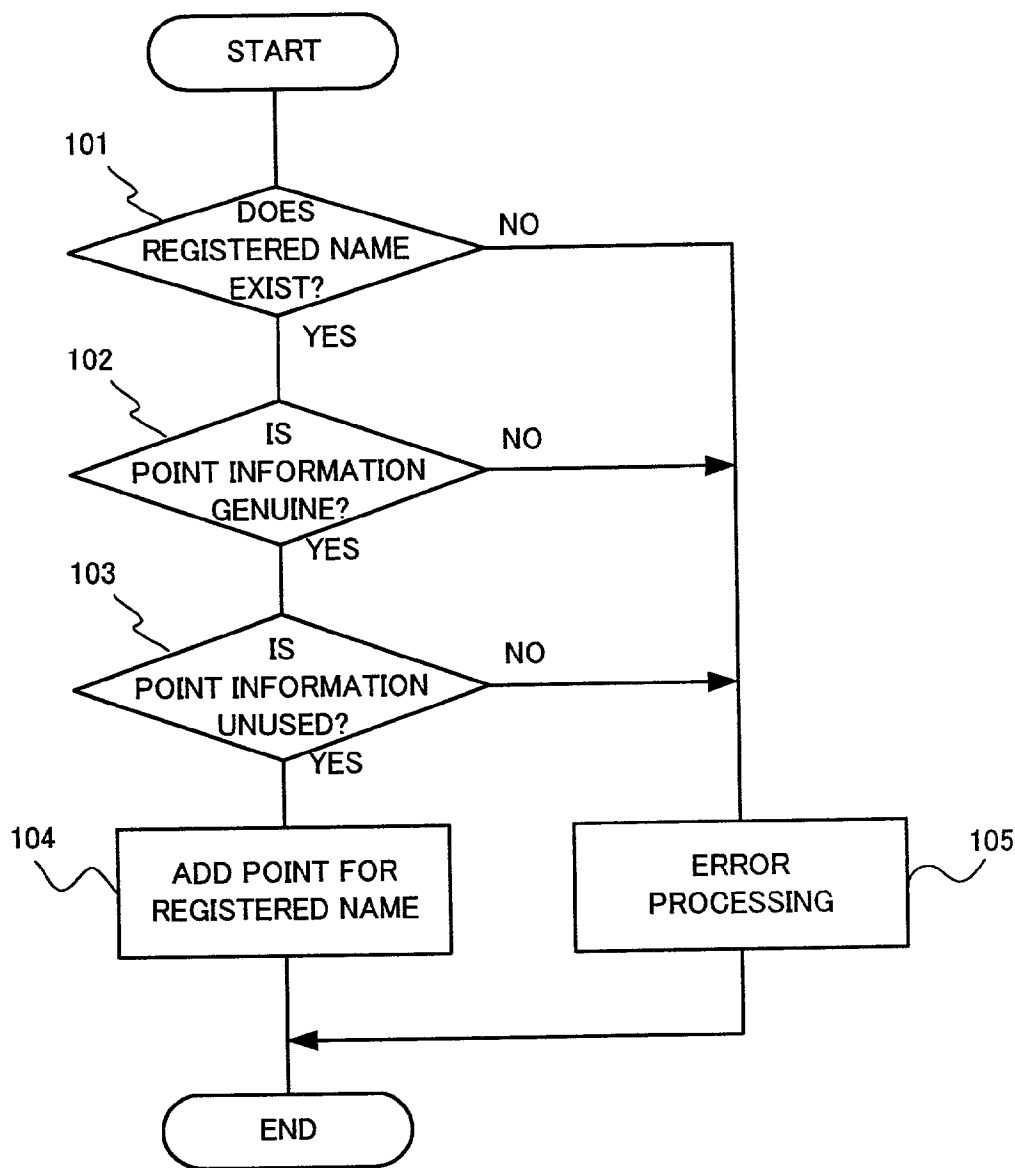 START
101
DOES
REGISTERED NAME
EXIST?
NO
YES
102
IS
POINT INFORMATION
GENUINE?
NO
YES
103
IS
POINT INFORMATION
UNUSED?
NO
YES
104
ADD POINT FOR
REGISTERED NAME
ERROR
PROCESSING
105
END